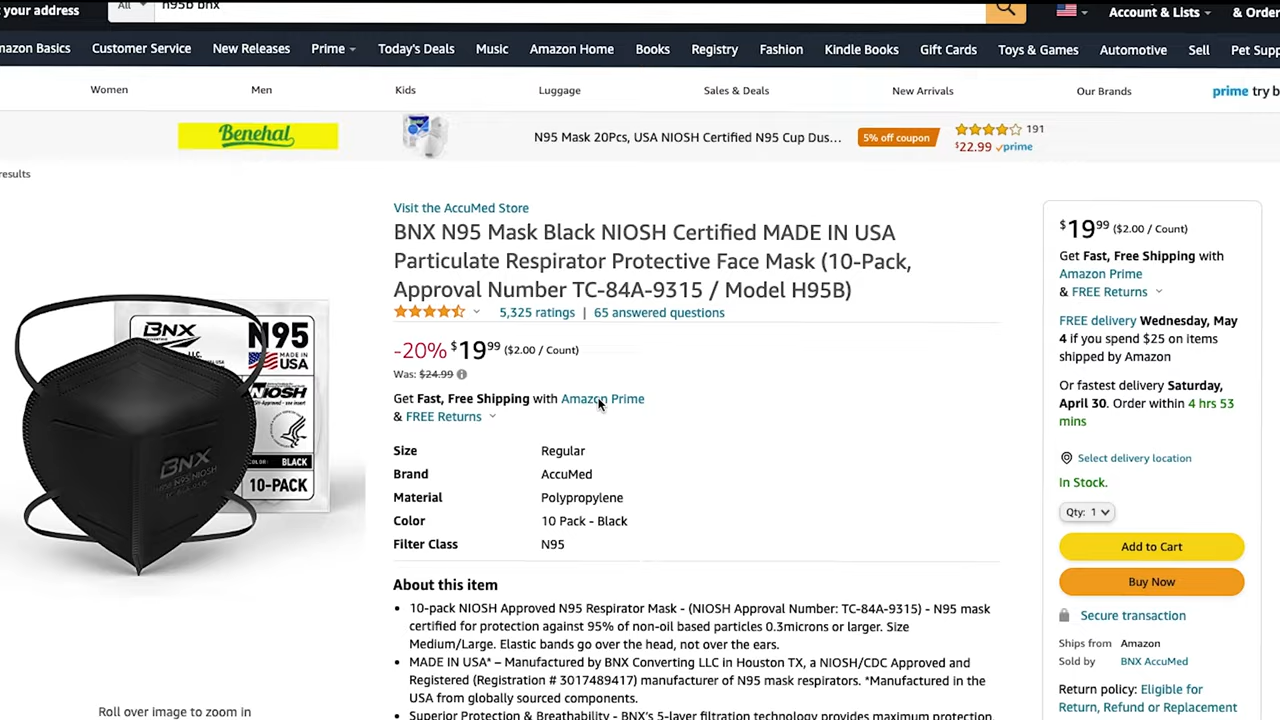 your address
All
n95b bnx
Account & Lists
& Order
mazon Basics
Customer Service
New Releases
Prime
Today's Deals
Music
Amazon Home
Books
Registry
Fashion
Kindle Books
Gift Cards
Toys & Games
Automotive
Sell
Pet Supp
Women
Men
Kids
Luggage
Sales & Deals
New Arrivals
Our Brands
prime try b
Benehal
N95 Mask 20Pcs, USA NIOSH Certified N95 Cup Dus...
5% off coupon
191
$22.99 prime
results
Visit the AccuMed Store
BNX N95 Mask Black NIOSH Certified MADE IN USA
Particulate Respirator Protective Face Mask (10-Pack,
Approval Number TC-84A-9315 / Model H95B)
5,325 ratings | 65 answered questions
-20% $19 99 ($2.00 / Count)
Was: $24.99
Get Fast, Free Shipping with Amazon Prime
& FREE Returns
Size Regular
Brand AccuMed
Material Polypropylene
Color 10 Pack - Black
Filter Class N95
About this item
• 10-pack NIOSH Approved N95 Respirator Mask - (NIOSH Approval Number: TC-84A-9315) - N95 mask
certified for protection against 95% of non-oil based particles 0.3microns or larger. Size
Medium/Large. Elastic bands go over the head, not over the ears.
• MADE IN USA* – Manufactured by BNX Converting LLC in Houston TX, a NIOSH/CDC Approved and
Registered (Registration # 3017489417) manufacturer of N95 mask respirators. *Manufactured in the
USA from globally sourced components.
• Superior Protection & Breathability - BNX's 5-layer filtration technology provides maximum protection,
BNX
N95
MADE IN
USA
NIOSH
BLACK
10-PACK
BNX
Roll over image to zoom in
$19 99 ($2.00 / Count)
Get Fast, Free Shipping with
Amazon Prime
& FREE Returns
FREE delivery Wednesday, May
4 if you spend $25 on items
shipped by Amazon
Or fastest delivery Saturday,
April 30. Order within 4 hrs 53
mins
Select delivery location
In Stock.
Qty: 1
Add to Cart
Buy Now
Secure transaction
Ships from Amazon
Sold by BNX AccuMed
Return policy: Eligible for
Return, Refund or Replacement